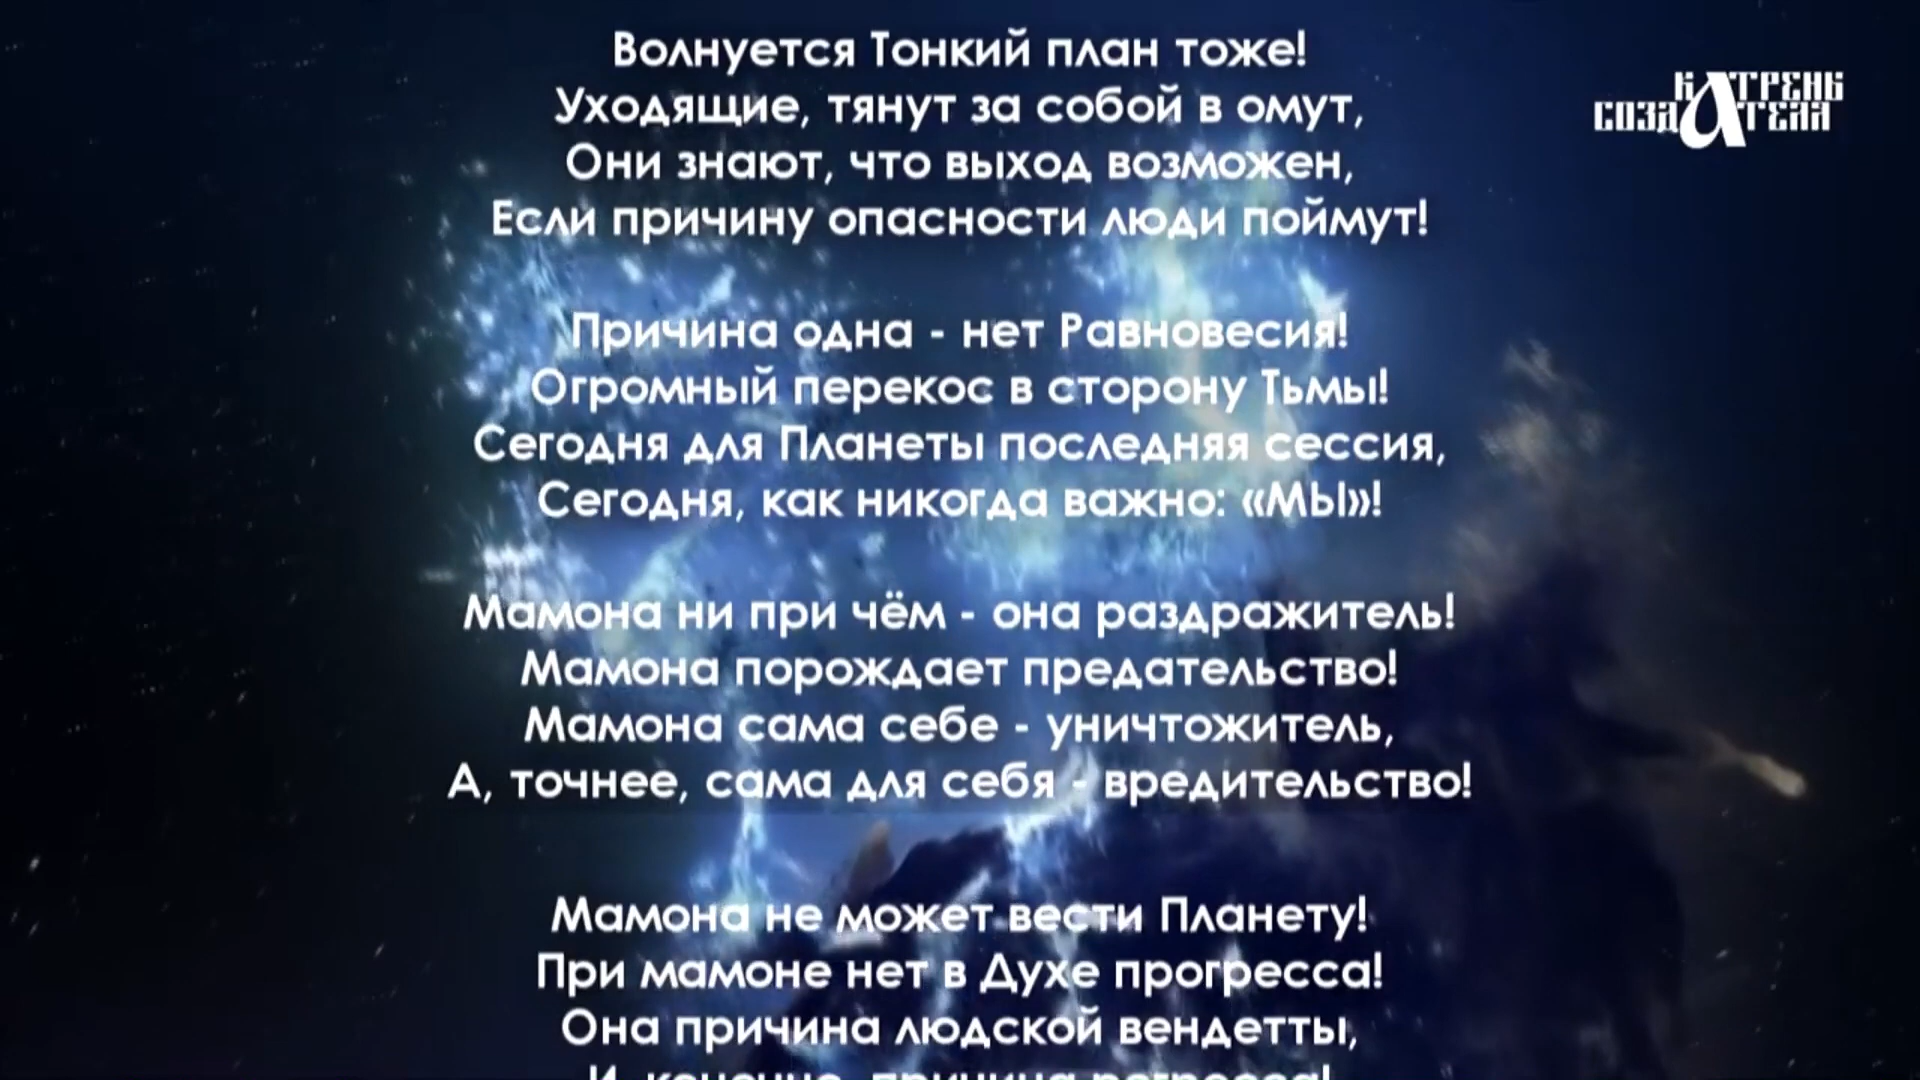 Волнуется Тонкий план тоже!
Уходящие, тянут за собой в омут,
Они знают, что выход возможен,
Если причину опасности люди поймут!
Причина одна - нет Равновесия!
Огромный перекос в сторону Тьмы!
Сегодня для Планеты последняя сессия,
Сегодня, как никогда важно: «МЫ»!
Мамона ни при чём - она раздражитель!
Мамона порождает предательство!
Мамона сама себе - уничтожитель,
А, точнее, сама для себя - вредительство!
Мамона не может вести Планету!
При мамоне нет в Духе прогресса!
Она причина людской вендетты,
И, конечно, причина регресса!
КАТРЕНЫ
СОЗДАТЕЛЯ